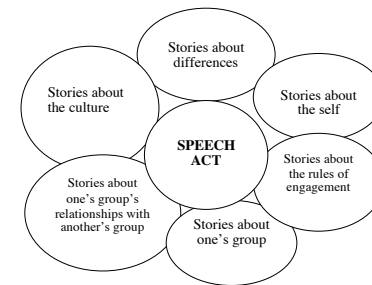 Stories about
differences
Stories about
the culture
Stories about
the self
SPEECH
ACT
Stories about
the rules of
engagement
Stories about
one's group's
relationships with
another's group
Stories about
one's group